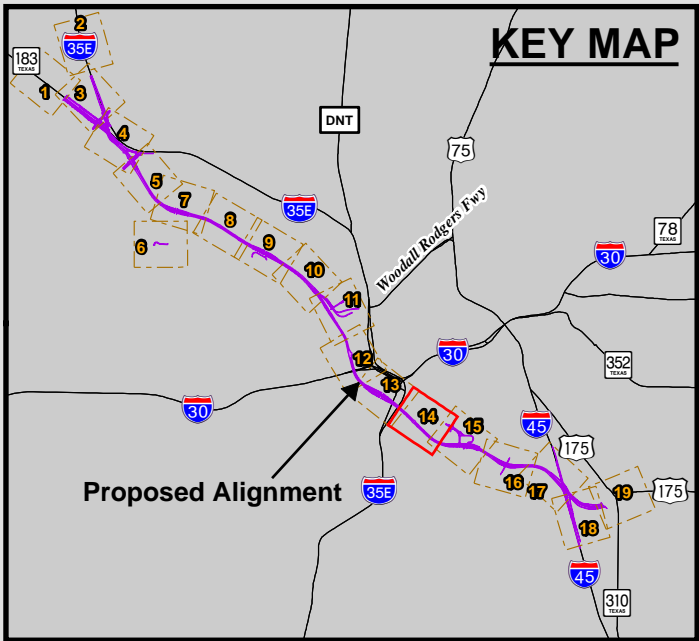 KEY MAP
2
35E
183
TEXAS
1
3
4
DNT
75
5
7
35E
Woodall Rodgers Fwy
8
78
TEXAS
6
9
30
10
11
12
30
352
TEXAS
13
30
14
15
45
175
Proposed Alignment
35E
16
17
19
175
18
45
310
TEXAS